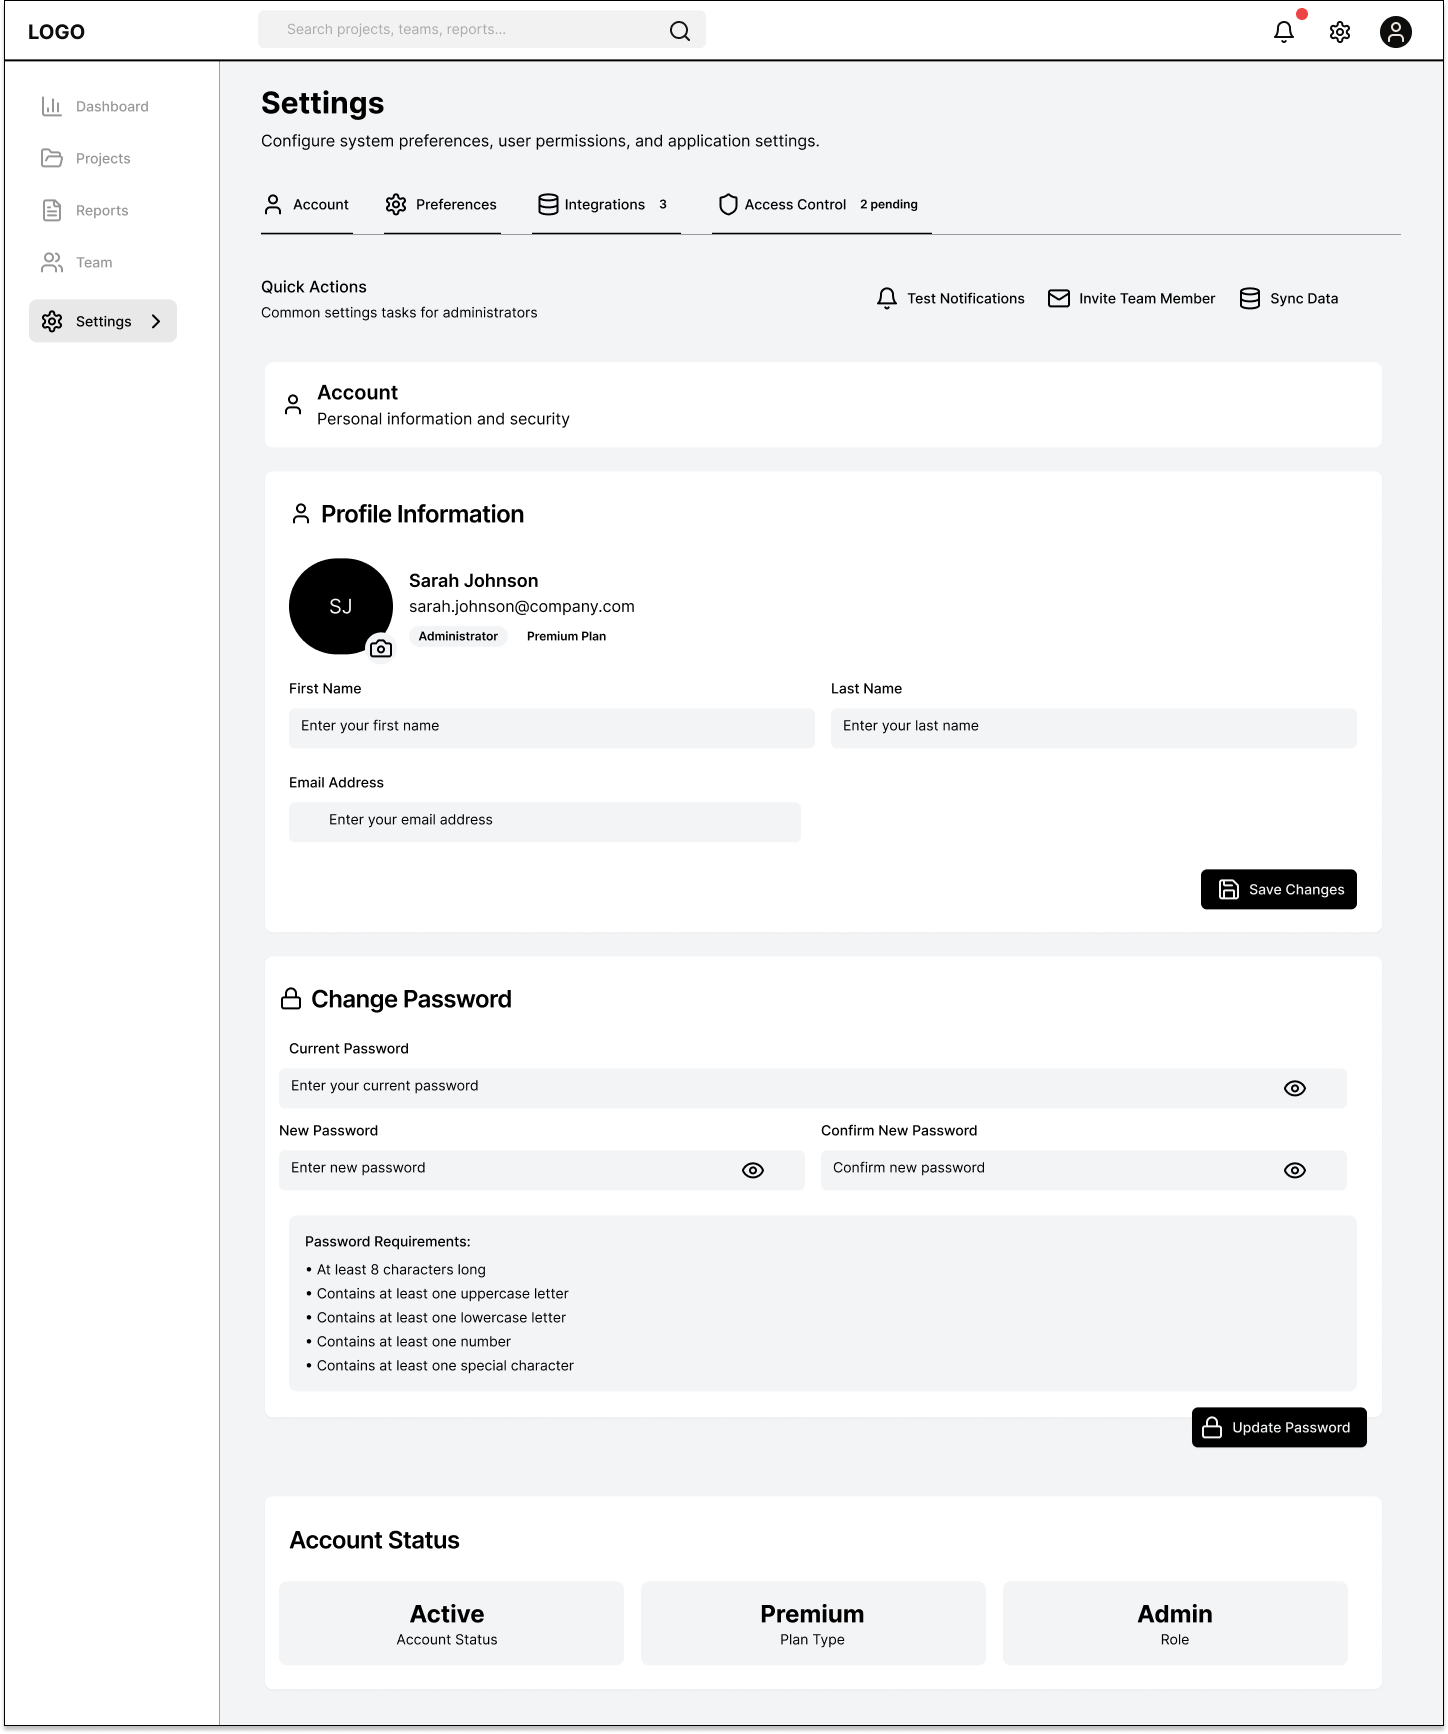 LOGO
Search projects, teams, reports...
Dashboard
Projects
Reports
Team
Settings
Settings
Configure system preferences, user permissions, and application settings.
Account
Preferences
Integrations 3
Access Control 2 pending
Quick Actions
Common settings tasks for administrators
Test Notifications
Invite Team Member
Sync Data
Account
Personal information and security
Profile Information
SJ
Sarah Johnson
sarah.johnson@company.com
Administrator
Premium Plan
First Name
Enter your first name
Last Name
Enter your last name
Email Address
Enter your email address
Save Changes
Change Password
Current Password
Enter your current password
New Password
Enter new password
Confirm New Password
Confirm new password
Password Requirements:
• At least 8 characters long
• Contains at least one uppercase letter
• Contains at least one lowercase letter
• Contains at least one number
• Contains at least one special character
Update Password
Account Status
Active
Account Status
Premium
Plan Type
Admin
Role